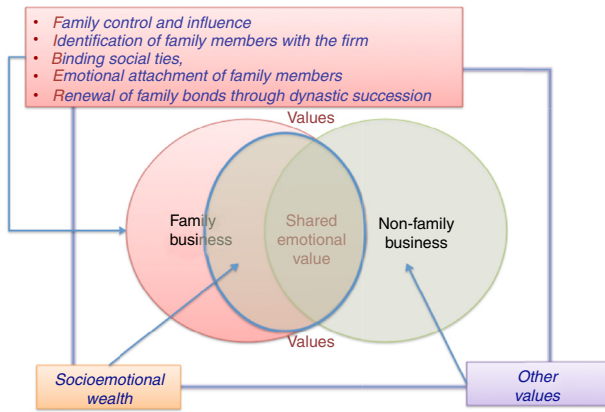 • Family control and influence
• Identification of family members with the firm
• Binding social ties,
• Emotional attachment of family members
• Renewal of family bonds through dynastic succession
Values
Family
business
Shared
emotional
value
Non-family
business
Values
Socioemotional
wealth
Other
values